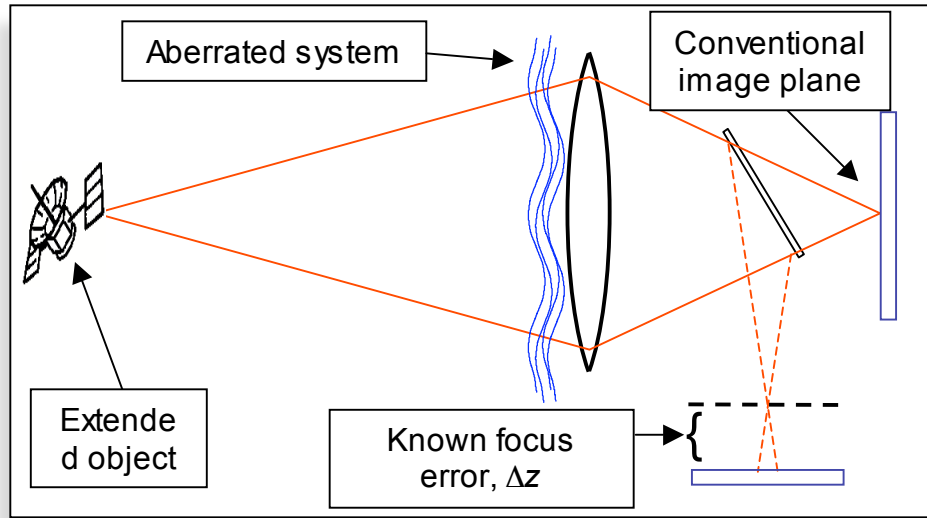 Aberrated system
Conventional
image plane
Extende
d object
Known focus
error, Δz